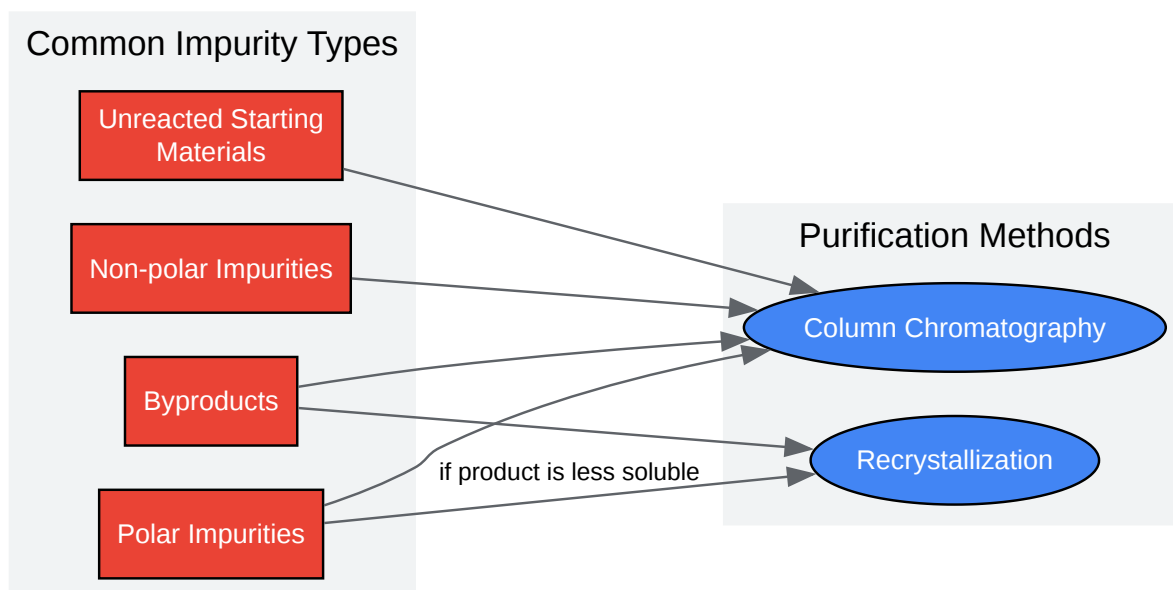 Common Impurity Types
Unreacted Starting
Materials
Non-polar Impurities
Byproducts
Polar Impurities
if product is less soluble
Purification Methods
Column Chromatography
Recrystallization